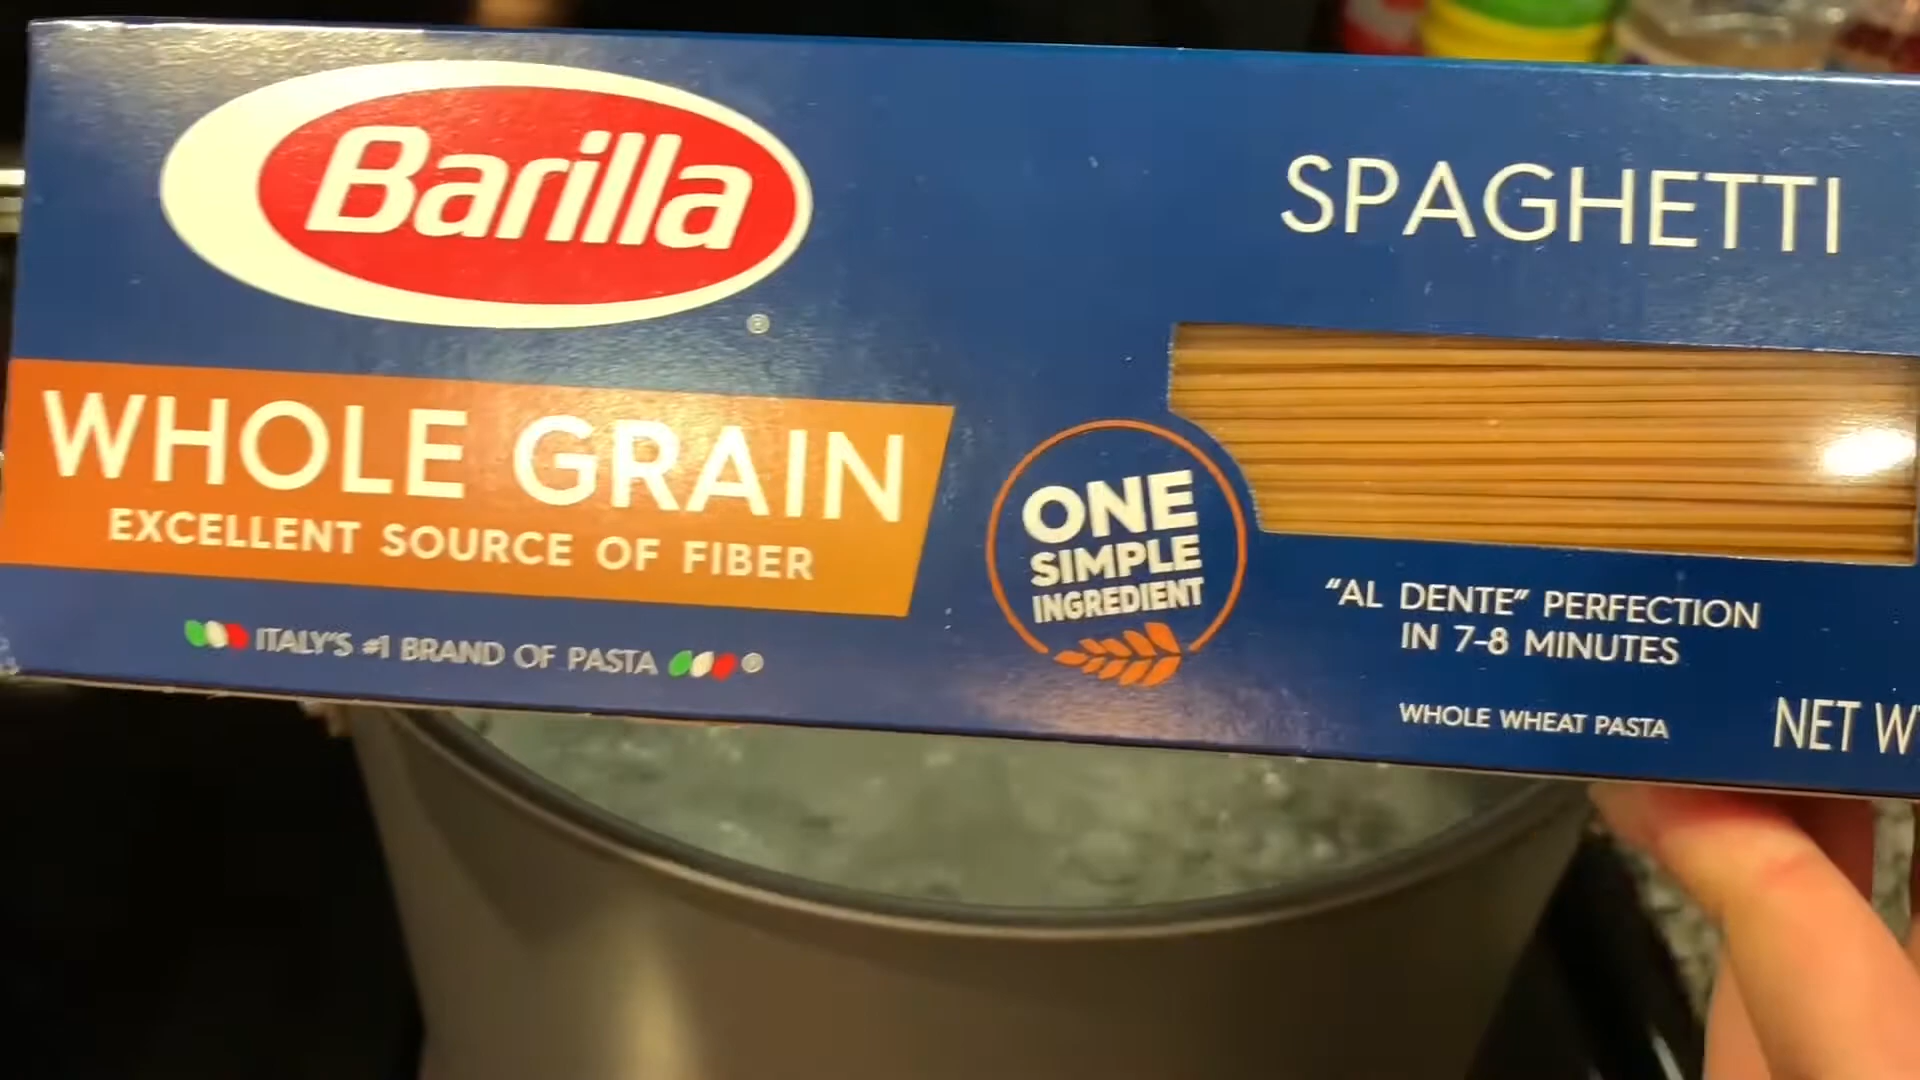 Barilla
®
WHOLE GRAIN
EXCELLENT SOURCE OF FIBER
ITALY'S #1 BRAND OF PASTA ®
ONE
SIMPLE
INGREDIENT
SPAGHETTI
"AL DENTE" PERFECTION
IN 7-8 MINUTES
WHOLE WHEAT PASTA
NET